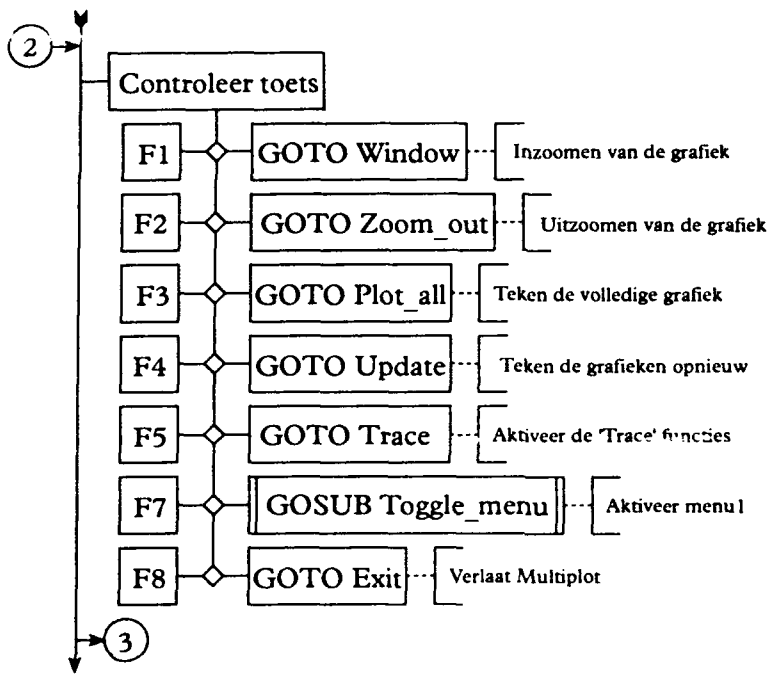 2
Controleer toets
F1 GOTO Window Inzoomen van de grafiek
F2 GOTO Zoom_out Uitzoomen van de grafiek
F3 GOTO Plot_all Teken de volledige grafiek
F4 GOTO Update Teken de grafieken opnieuw
F5 GOTO Trace Aktiveer de 'Trace' functies
F7 GOSUB Toggle_menu Aktiveer menu1
F8 GOTO Exit Verlaat Multiplot
3